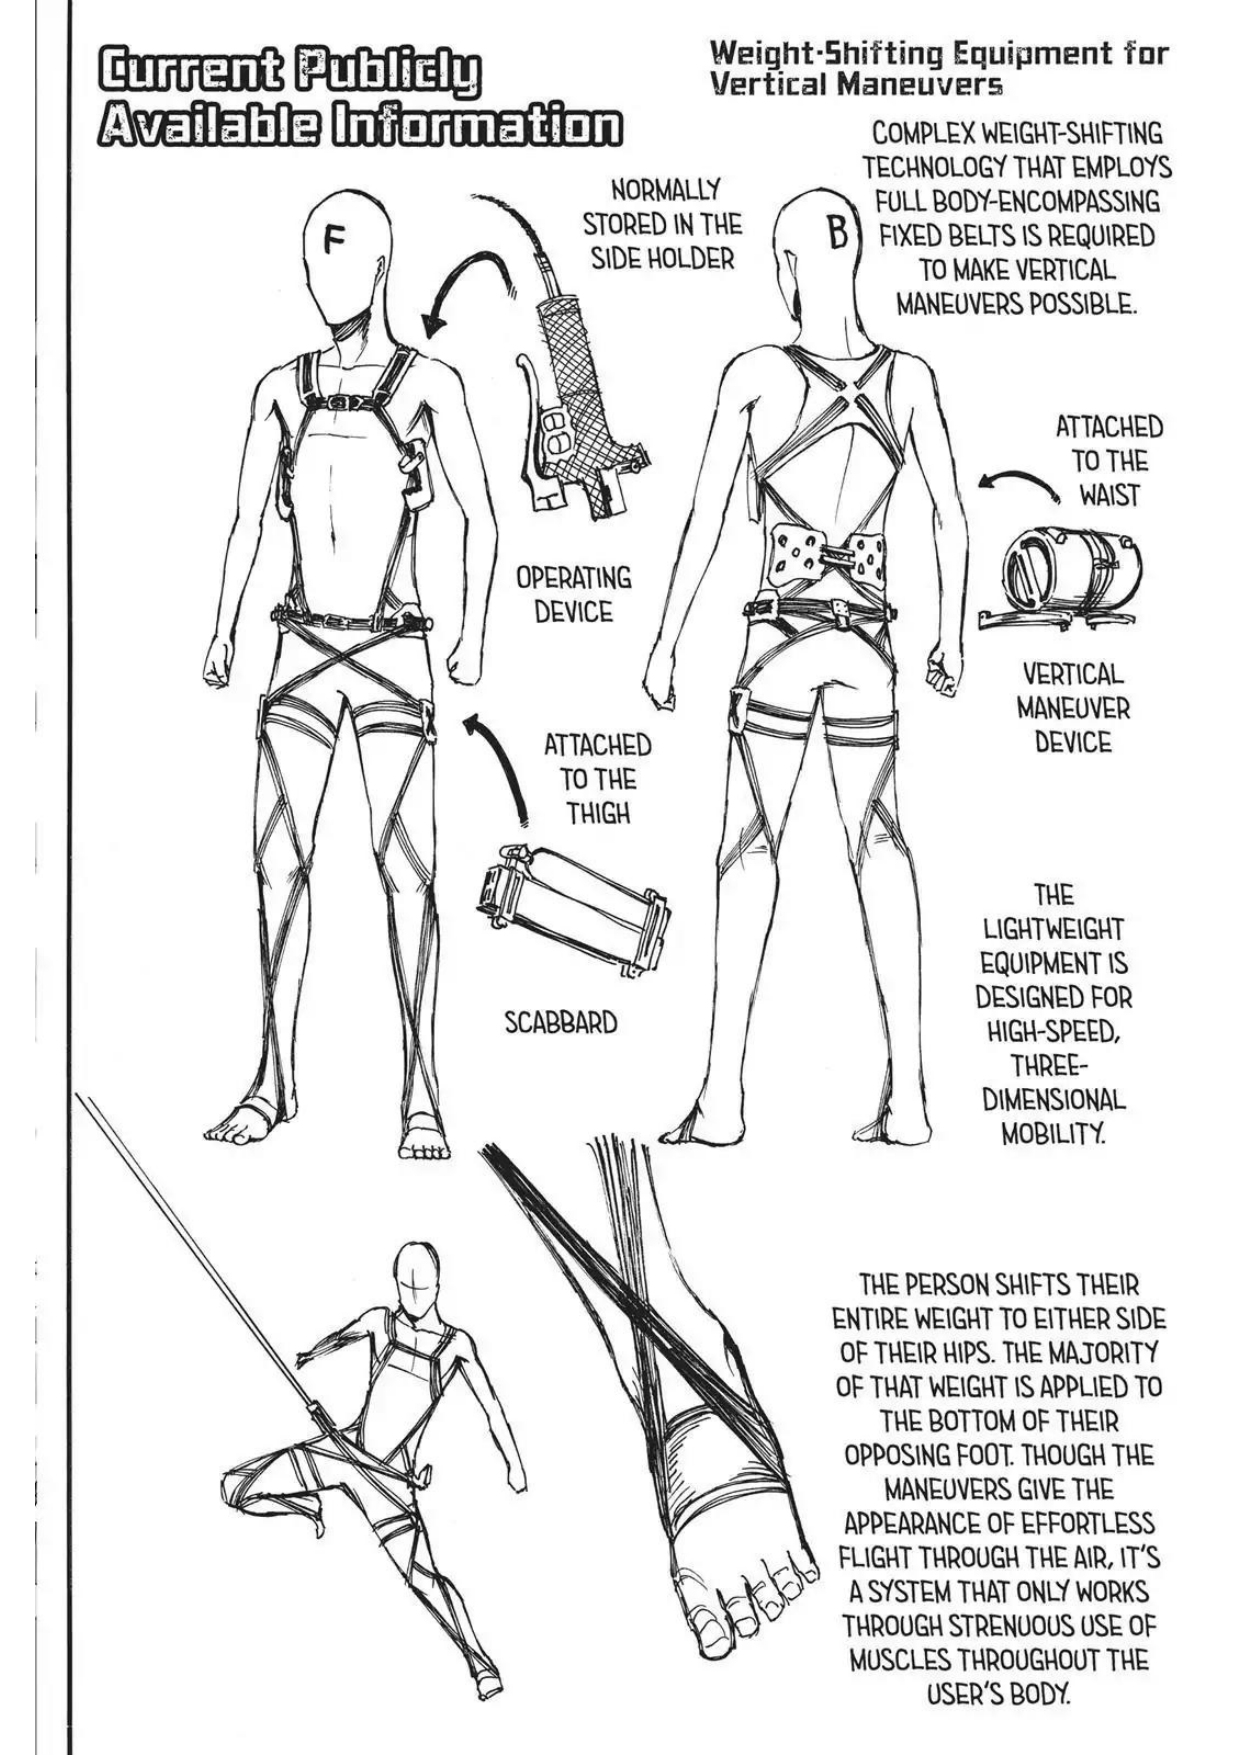 Current Publicly
Available Information
Weight-Shifting Equipment for
Vertical Maneuvers
COMPLEX WEIGHT-SHIFTING
TECHNOLOGY THAT EMPLOYS
FULL BODY-ENCOMPASSING
FIXED BELTS IS REQUIRED
TO MAKE VERTICAL
MANEUVERS POSSIBLE.
NORMALLY
STORED IN THE
SIDE HOLDER
F
B
ATTACHED
TO THE
WAIST
OPERATING
DEVICE
VERTICAL
MANEUVER
DEVICE
ATTACHED
TO THE
THIGH
SCABBARD
THE
LIGHTWEIGHT
EQUIPMENT IS
DESIGNED FOR
HIGH-SPEED,
THREE-
DIMENSIONAL
MOBILITY.
THE PERSON SHIFTS THEIR
ENTIRE WEIGHT TO EITHER SIDE
OF THEIR HIPS. THE MAJORITY
OF THAT WEIGHT IS APPLIED TO
THE BOTTOM OF THEIR
OPPOSING FOOT. THOUGH THE
MANEUVERS GIVE THE
APPEARANCE OF EFFORTLESS
FLIGHT THROUGH THE AIR, IT'S
A SYSTEM THAT ONLY WORKS
THROUGH STRENUOUS USE OF
MUSCLES THROUGHOUT THE
USER'S BODY.